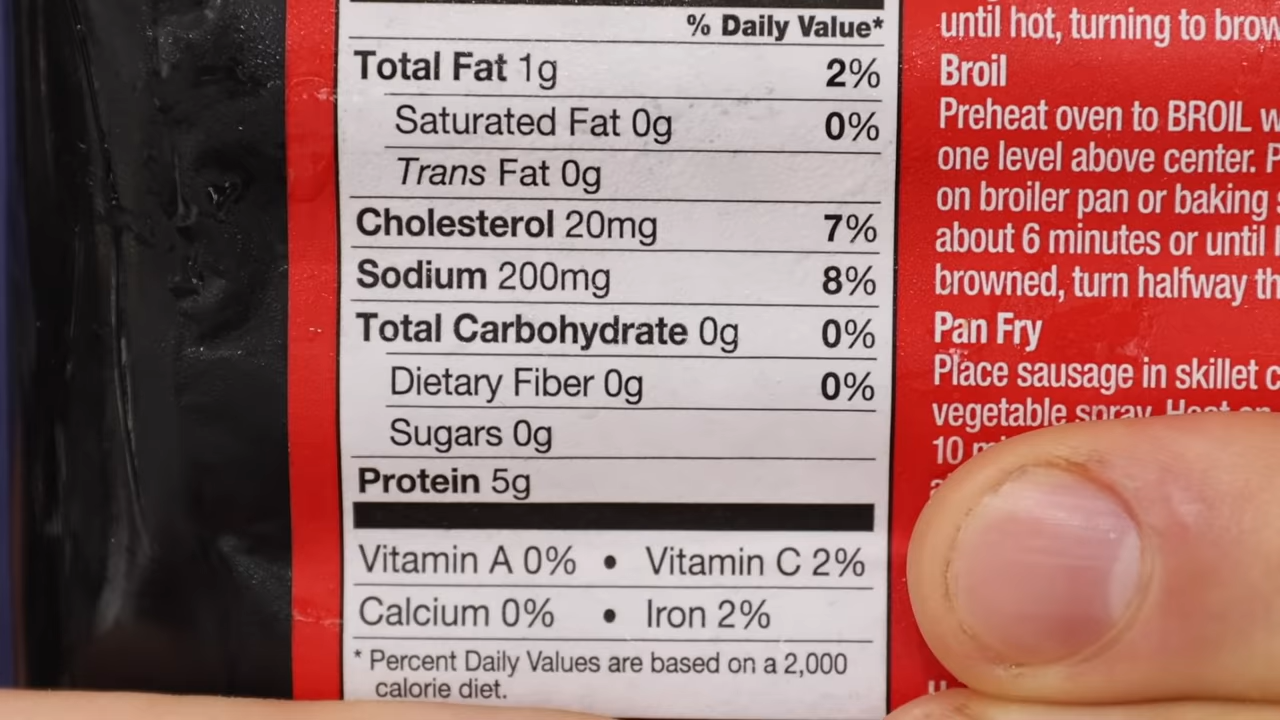 % Daily Value*
Total Fat 1g 2%
Saturated Fat 0g 0%
Trans Fat 0g
Cholesterol 20mg 7%
Sodium 200mg 8%
Total Carbohydrate 0g 0%
Dietary Fiber 0g 0%
Sugars 0g
Protein 5g
Vitamin A 0% • Vitamin C 2%
Calcium 0% • Iron 2%
* Percent Daily Values are based on a 2,000
calorie diet.
until hot, turning to
Broil
Preheat oven to BROIL
one level above center.
on broiler pan or baking
about 6 minutes or until
browned, turn halfway
Pan Fry
Place sausage in skillet
vegetable spray.
10